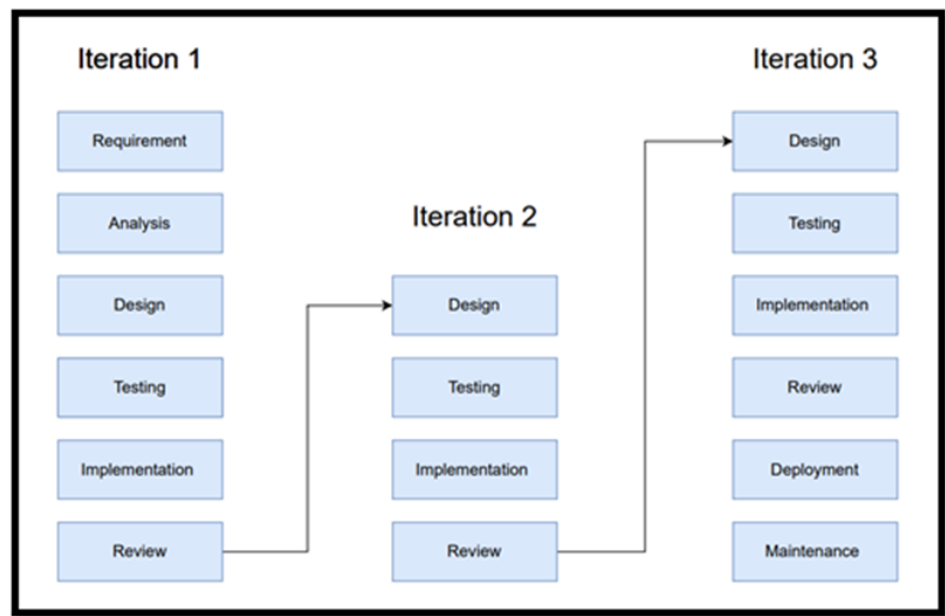 Iteration 1
Requirement
Analysis
Design
Testing
Implementation
Review
Iteration 2
Design
Testing
Implementation
Review
Iteration 3
Design
Testing
Implementation
Review
Deployment
Maintenance